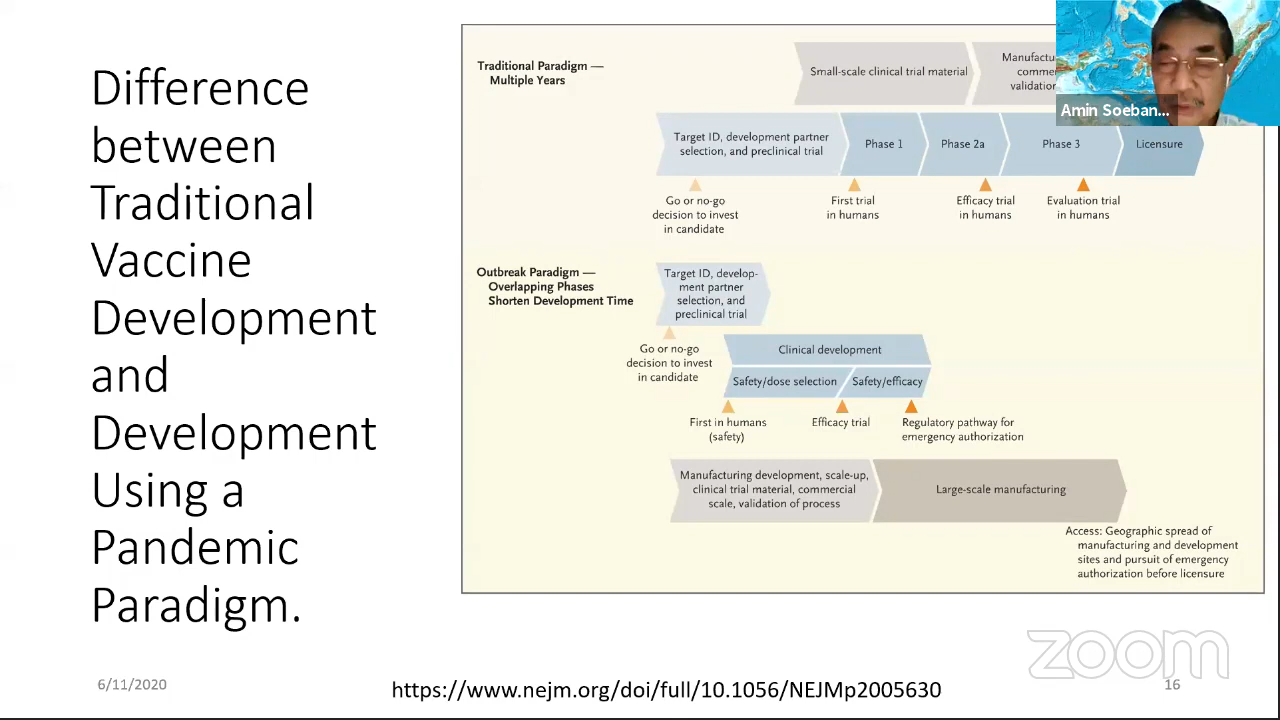 Difference
between
Traditional
Vaccine
Development
and
Development
Using a
Pandemic
Paradigm.
Traditional Paradigm —
Multiple Years
Small-scale clinical trial material
Target ID, development partner
selection, and preclinical trial
Phase 1
Phase 2a
Phase 3
Licensure
Go or no-go
decision to invest
in candidate
First trial
in humans
Efficacy trial
in humans
Evaluation trial
in humans
Outbreak Paradigm —
Overlapping Phases
Shorten Development Time
Target ID, develop-
ment partner
selection, and
preclinical trial
Go or no-go
decision to invest
in candidate
Clinical development
Safety/dose selection
Safety/efficacy
First in humans
(safety)
Efficacy trial
Regulatory pathway for
emergency authorization
Manufacturing development, scale-up,
clinical trial material, commercial
scale, validation of process
Large-scale manufacturing
Access: Geographic spread of
manufacturing and development
sites and pursuit of emergency
authorization before licensure
Amin Soeban...
zoom
6/11/2020
https://www.nejm.org/doi/full/10.1056/NEJMp2005630
16